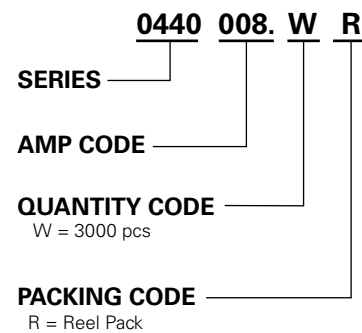 0440 008. W R
SERIES
AMP CODE
QUANTITY CODE
W = 3000 pcs
PACKING CODE
R = Reel Pack